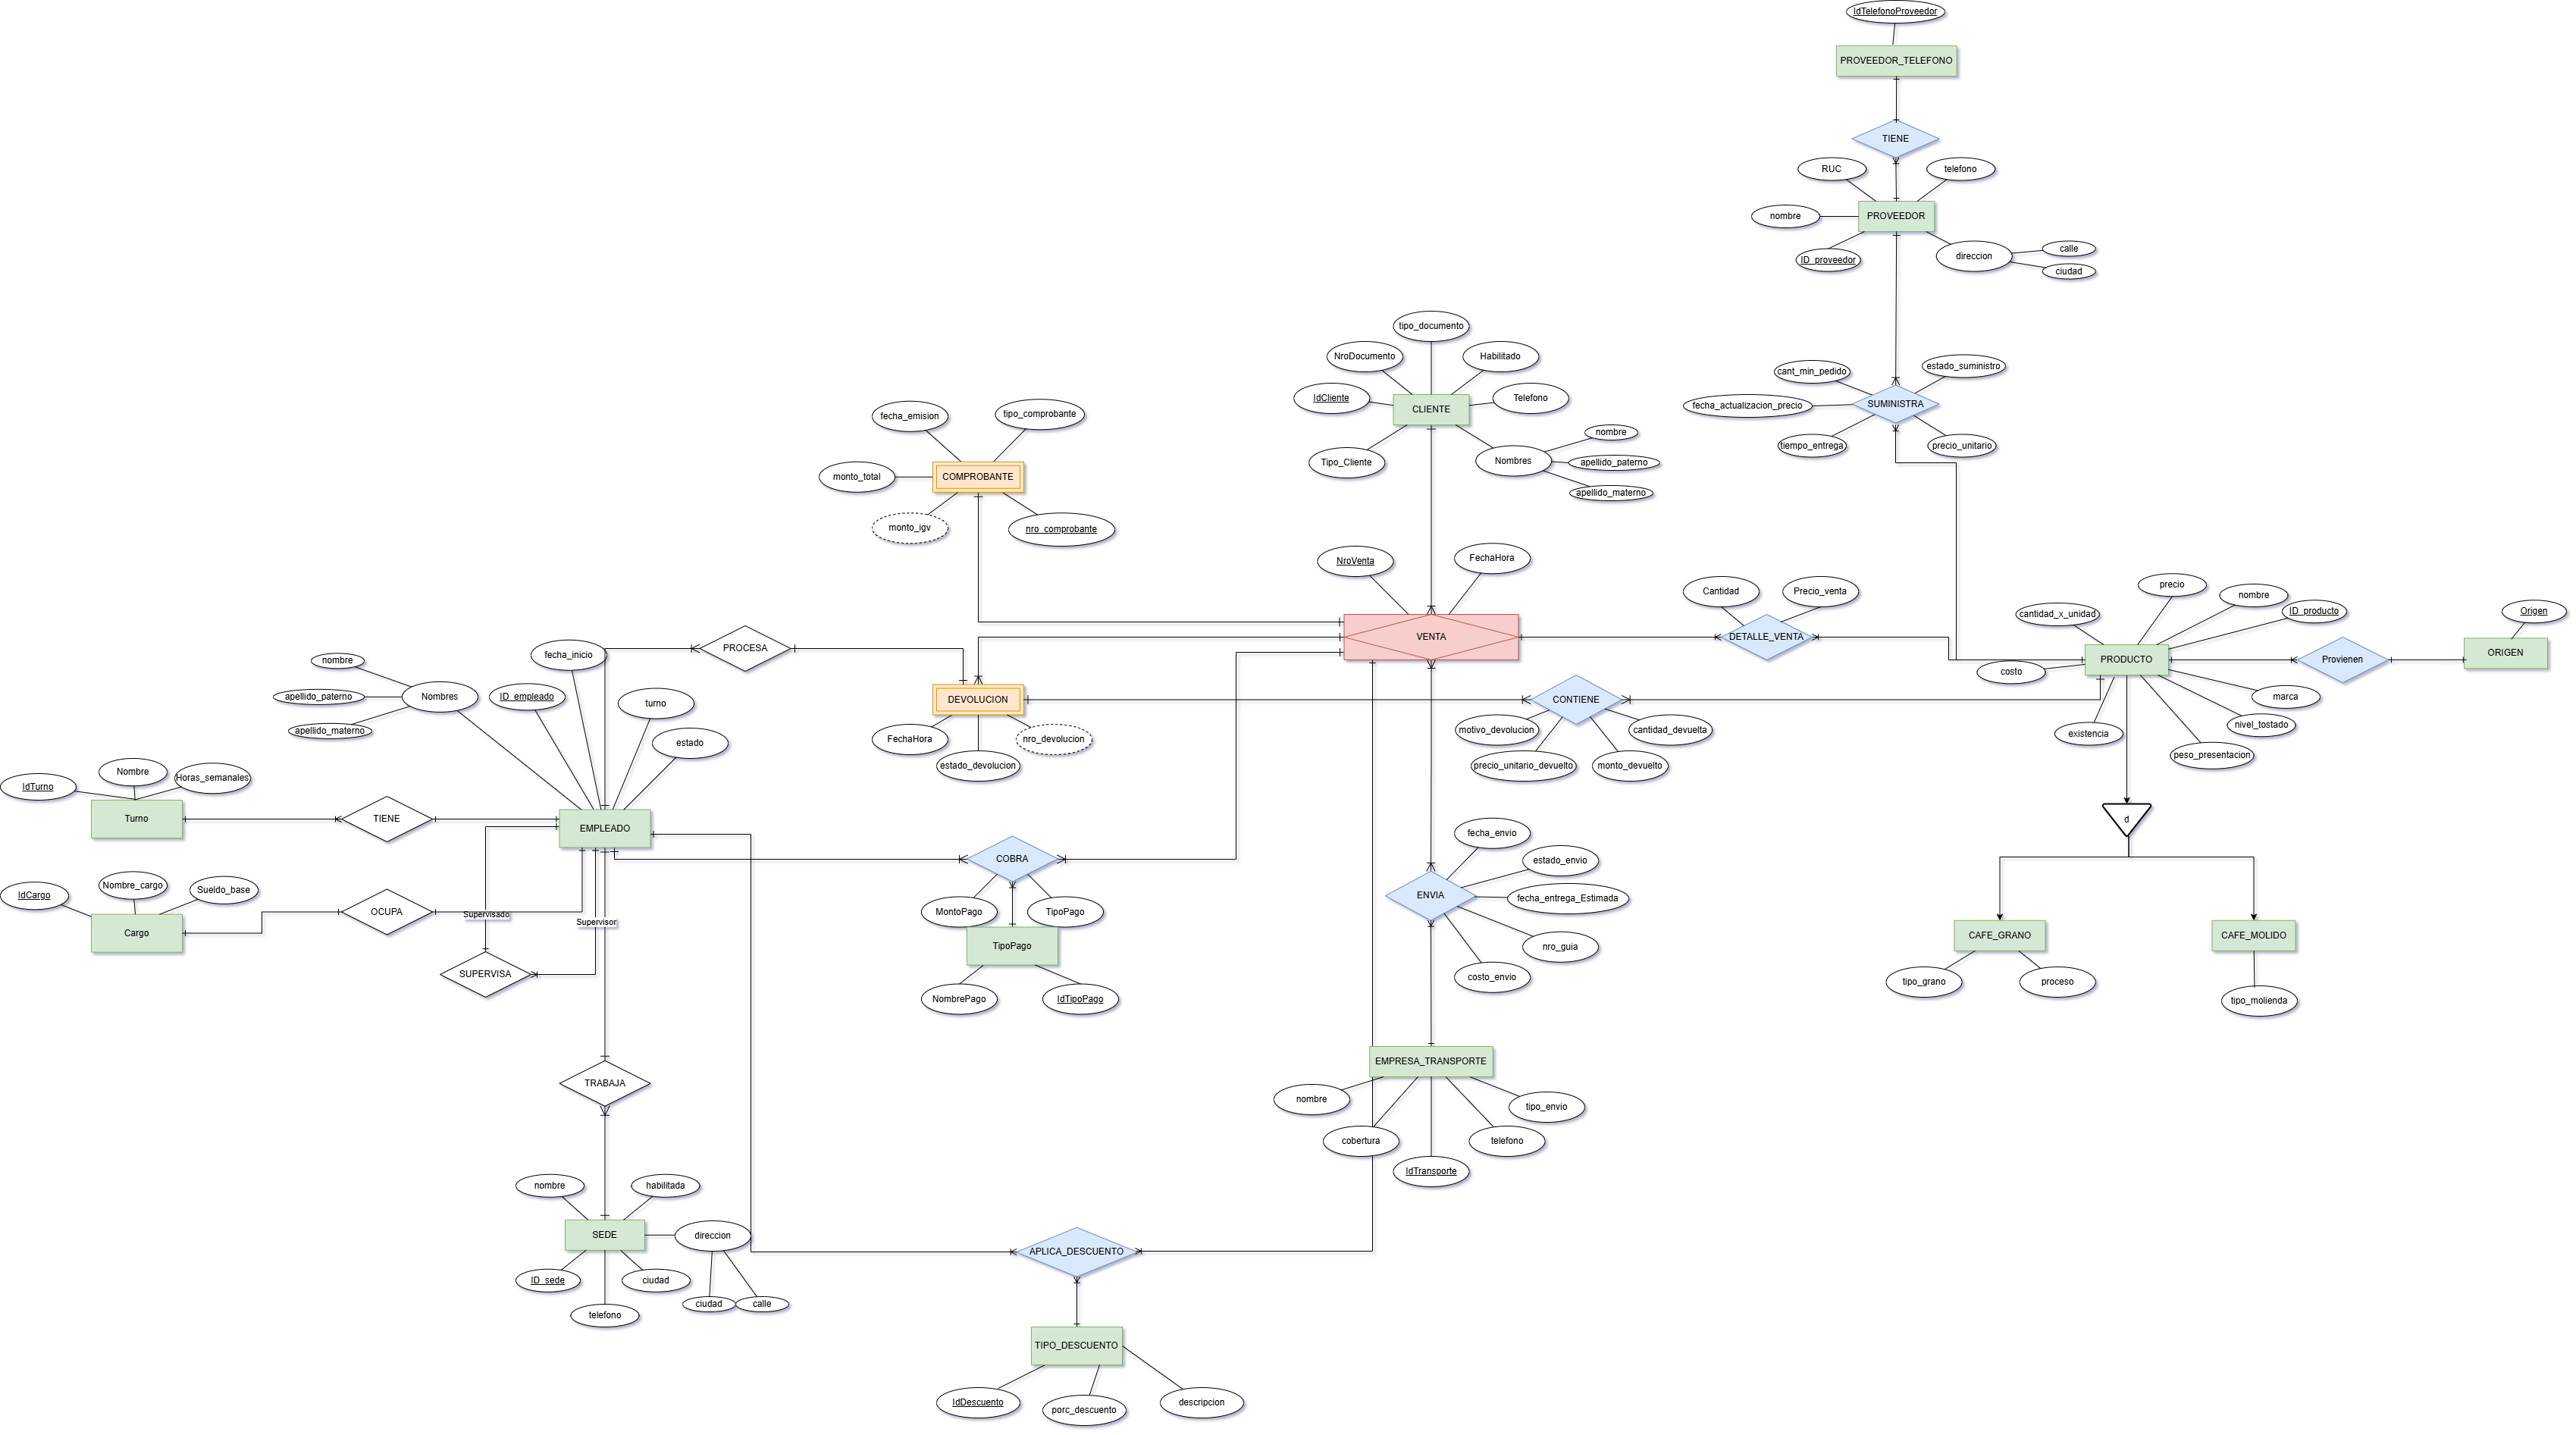 IdTelefonoProveedor
PROVEEDOR_TELEFONO
TIENE
RUC
telefono
nombre
PROVEEDOR
ID_proveedor
direccion
calle
ciudad
cant_min_pedido
estado_suministro
fecha_actualizacion_precio
SUMINISTRA
tiempo_entrega
precio_unitario
tipo_documento
NroDocumento
Habilitado
IdCliente
CLIENTE
Telefono
Tipo_Cliente
Nombres
nombre
apellido_paterno
apellido_materno
fecha_emision
tipo_comprobante
monto_total
COMPROBANTE
monto_igv
nro_comprobante
NroVenta
FechaHora
VENTA
Cantidad
Precio_venta
DETALLE_VENTA
precio
nombre
cantidad_x_unidad
ID_producto
costo
PRODUCTO
Provienen
Origen
ORIGEN
marca
existencia
nivel_tostado
peso_presentacion
PROCESA
DEVOLUCION
FechaHora
nro_devolucion
estado_devolucion
CONTIENE
motivo_devolucion
cantidad_devuelta
precio_unitario_devuelto
monto_devuelto
fecha_inicio
nombre
apellido_paterno
Nombres
ID_empleado
turno
apellido_materno
estado
IdTurno
Nombre
Horas_semanales
Turno
TIENE
EMPLEADO
IdCargo
Nombre_cargo
Sueldo_base
Cargo
OCUPA
Supervisado
Supervisor
SUPERVISA
COBRA
MontoPago
TipoPago
TipoPago
NombrePago
IdTipoPago
fecha_envio
estado_envio
ENVIA
fecha_entrega_Estimada
nro_guia
costo_envio
d
CAFE_GRANO
CAFE_MOLIDO
tipo_grano
proceso
tipo_molienda
TRABAJA
EMPRESA_TRANSPORTE
nombre
tipo_envio
cobertura
telefono
IdTransporte
nombre
habilitada
SEDE
direccion
ID_sede
ciudad
telefono
ciudad
calle
APLICA_DESCUENTO
TIPO_DESCUENTO
IdDescuento
porc_descuento
descripcion